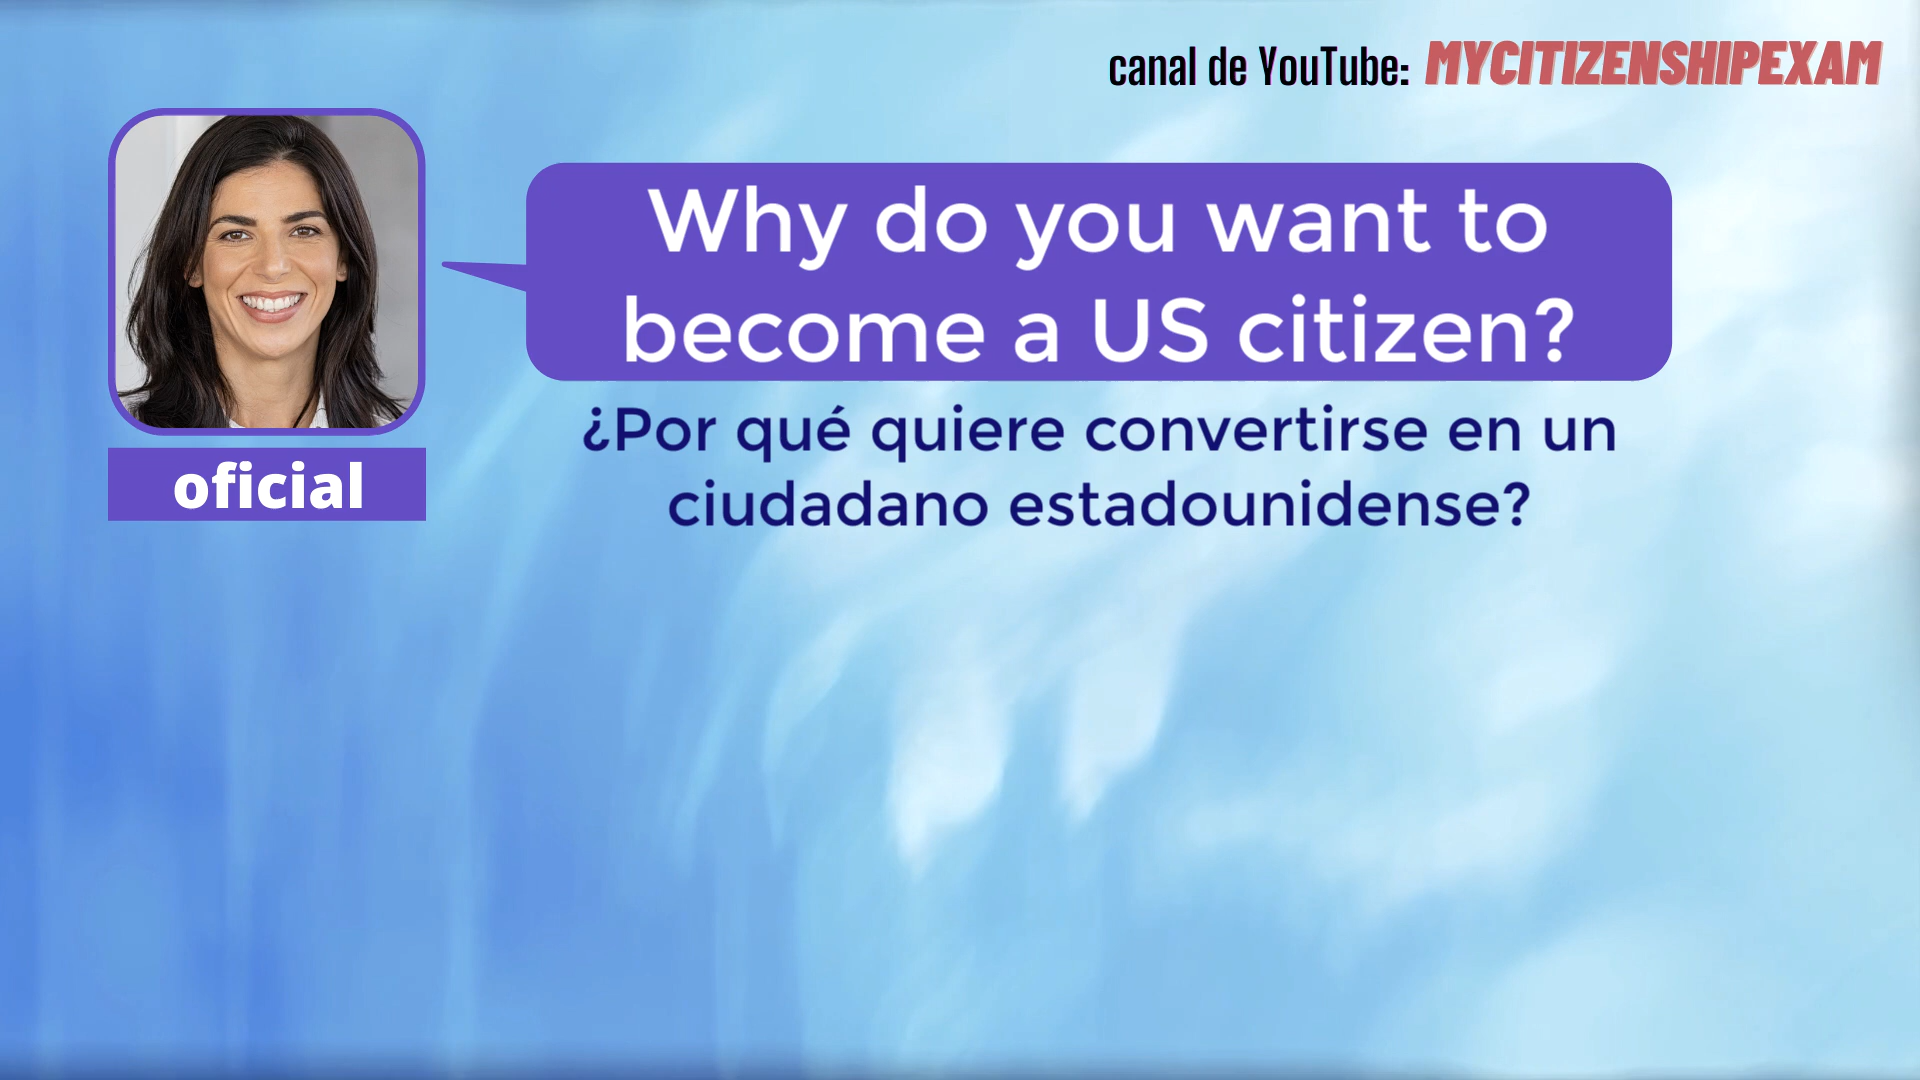 canal de YouTube: MYCITIZENSHIPEXAM
Why do you want to
become a US citizen?
¿Por qué quiere convertirse en un
ciudadano estadounidense?
oficial